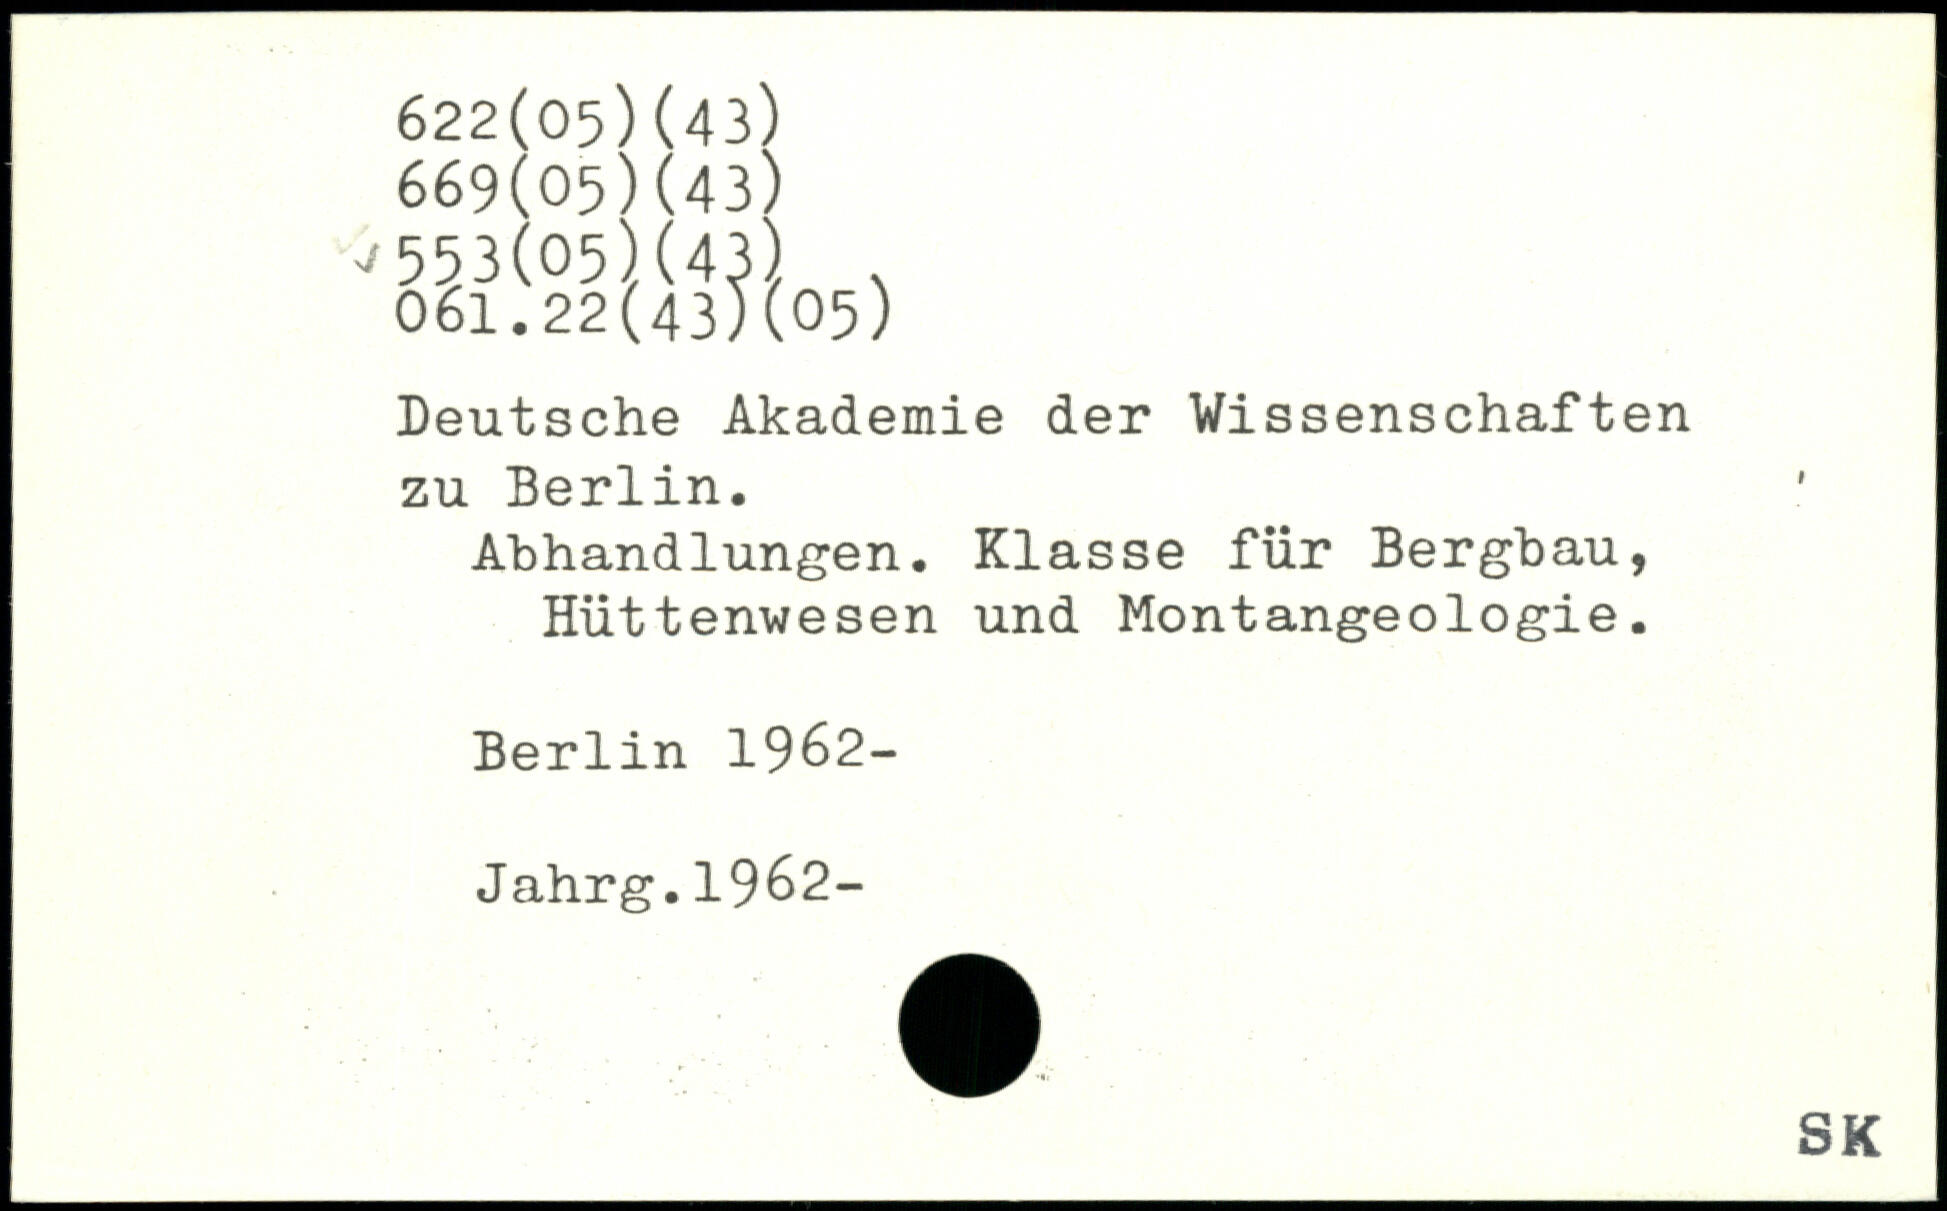 622(05)(43)
669(05)(43)
553(05)(43)
061.22(43)(05)
Deutsche Akademie der Wissenschaften
zu Berlin.
Abhandlungen. Klasse für Bergbau,
Hüttenwesen und Montangeologie.
Berlin 1962-
Jahrg.1962-
SK